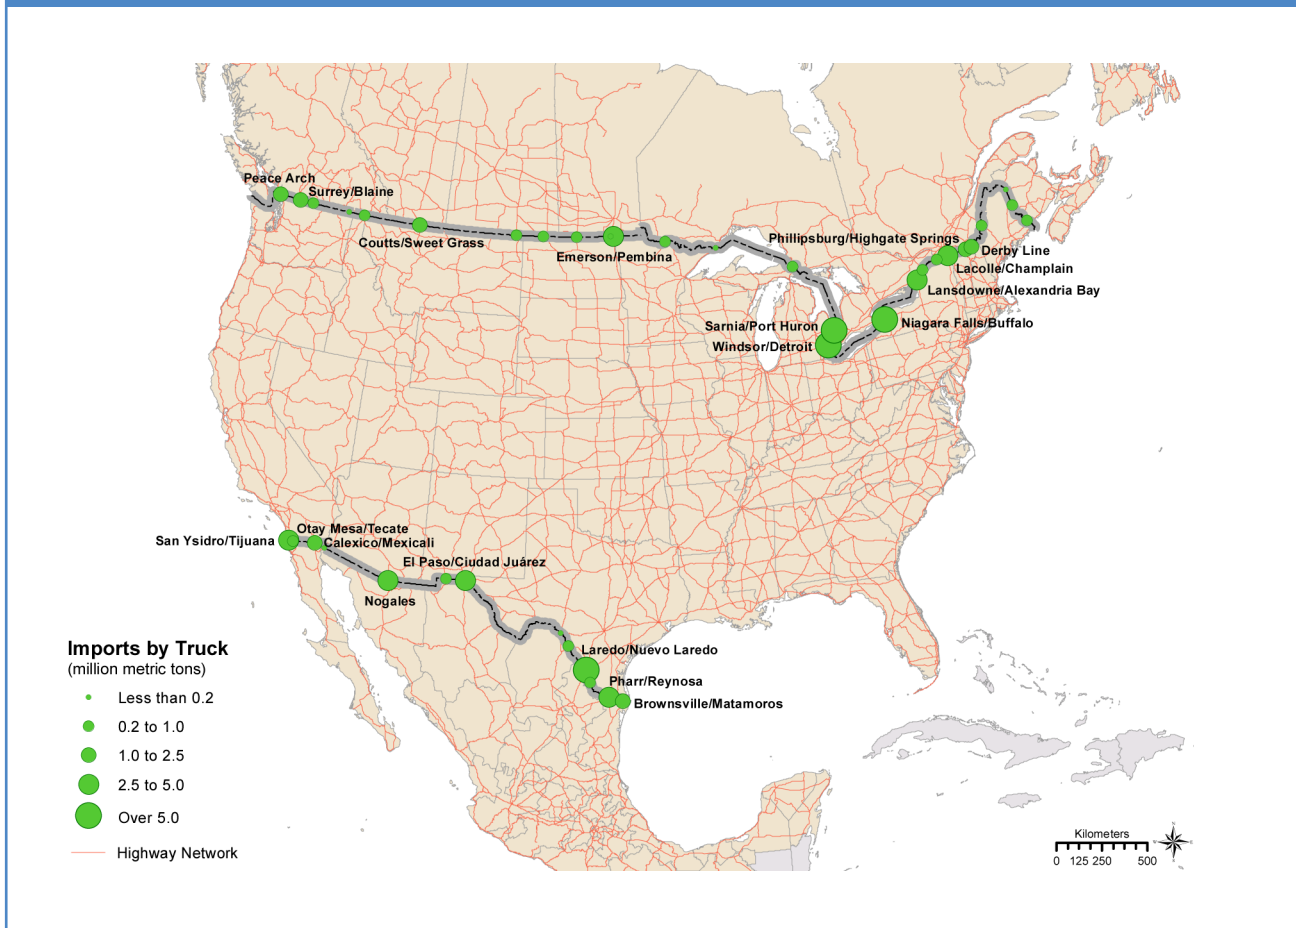 Peace Arch
Surrey/Blaine
Coutts/Sweet Grass
Emerson/Pembina
Phillipsburg/Highgate Springs
Derby Line
Lacolle/Champlain
Lansdowne/Alexandria Bay
Sarnia/Port Huron
Niagara Falls/Buffalo
Windsor/Detroit
Otay Mesa/Tecate
San Ysidro/Tijuana
Calexico/Mexicali
El Paso/Ciudad Juárez
Nogales
Laredo/Nuevo Laredo
Pharr/Reynosa
Brownsville/Matamoros
Imports by Truck
(million metric tons)
Less than 0.2
0.2 to 1.0
1.0 to 2.5
2.5 to 5.0
Over 5.0
Highway Network
Kilometers
0 125 250 500